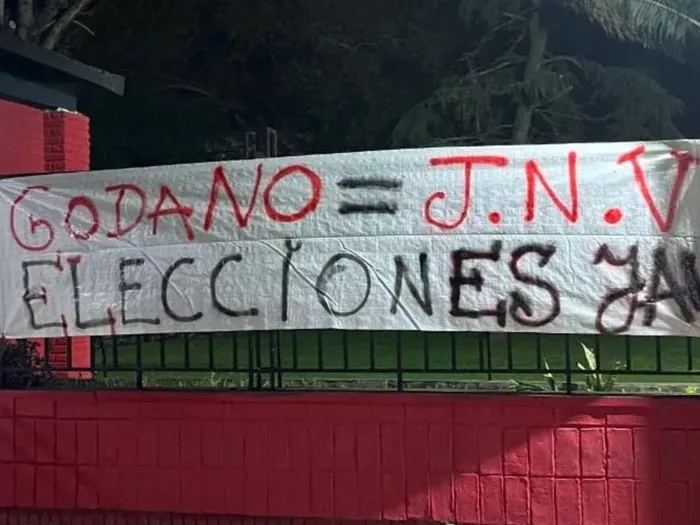 GODANO = J.N.V
ELECCIONES YA